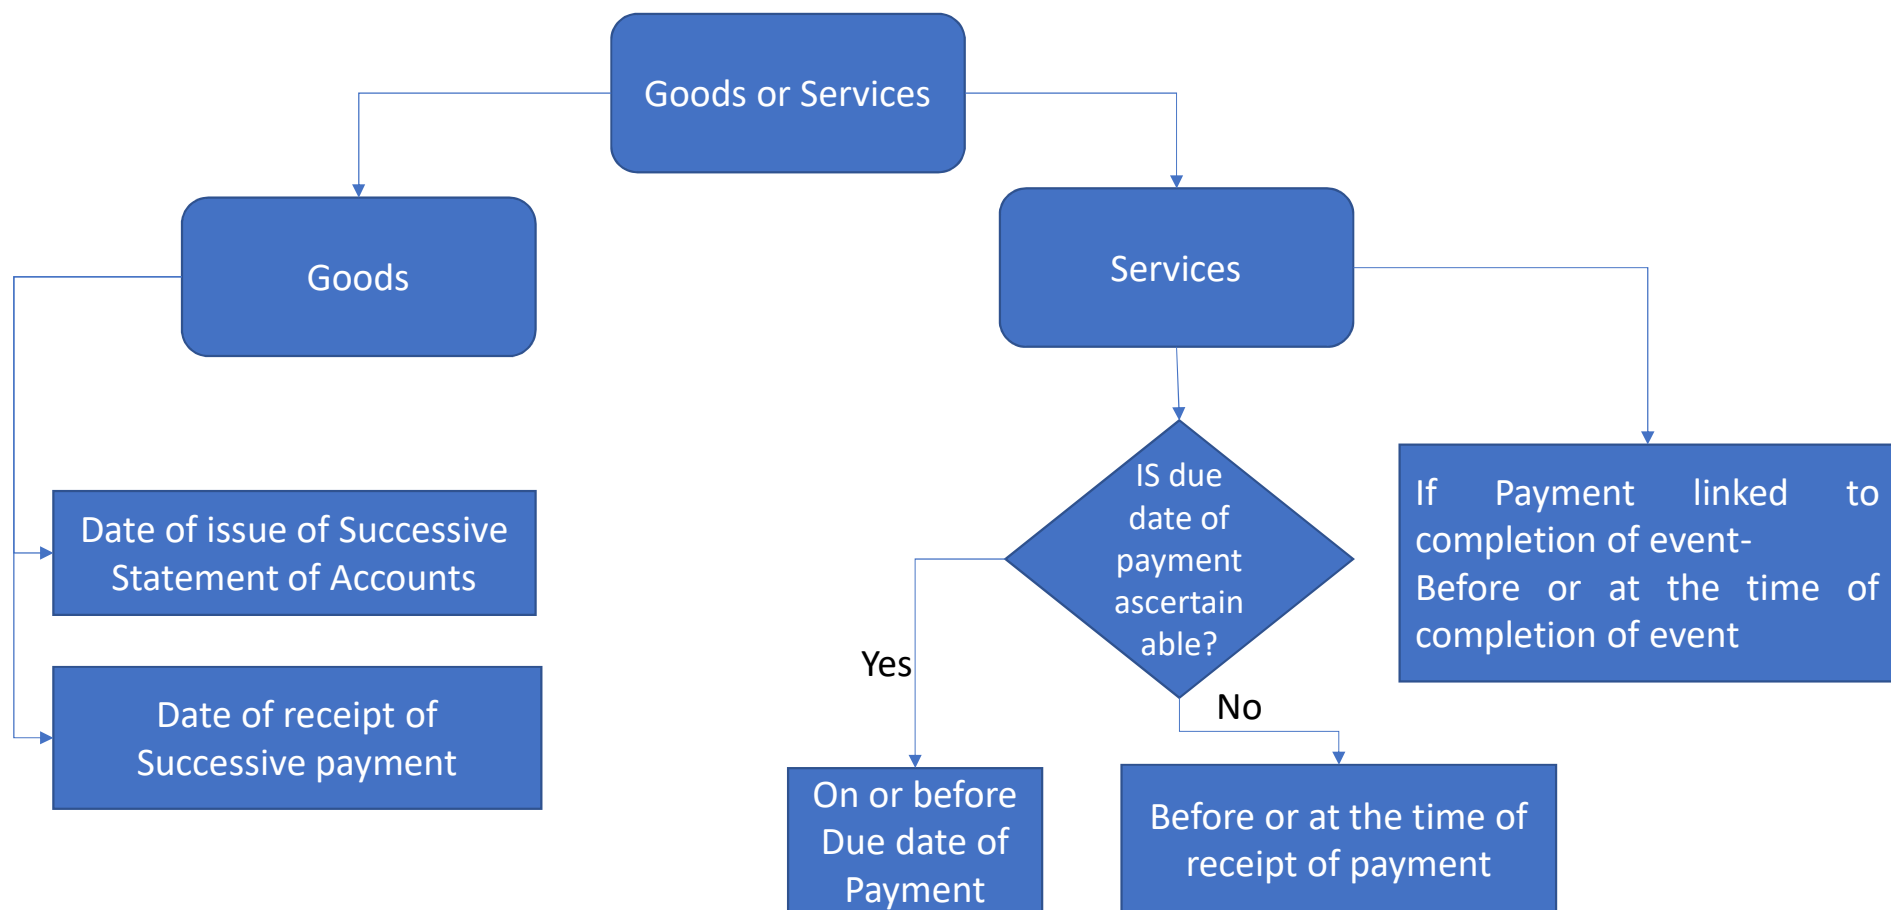 Goods or Services
Goods
Services
Date of issue of Successive
Statement of Accounts
Date of receipt of
Successive payment
IS due
date of
payment
ascertain
able?
If Payment linked to
completion of event-
Before or at the time of
completion of event
Yes
No
On or before
Due date of
Payment
Before or at the time of
receipt of payment